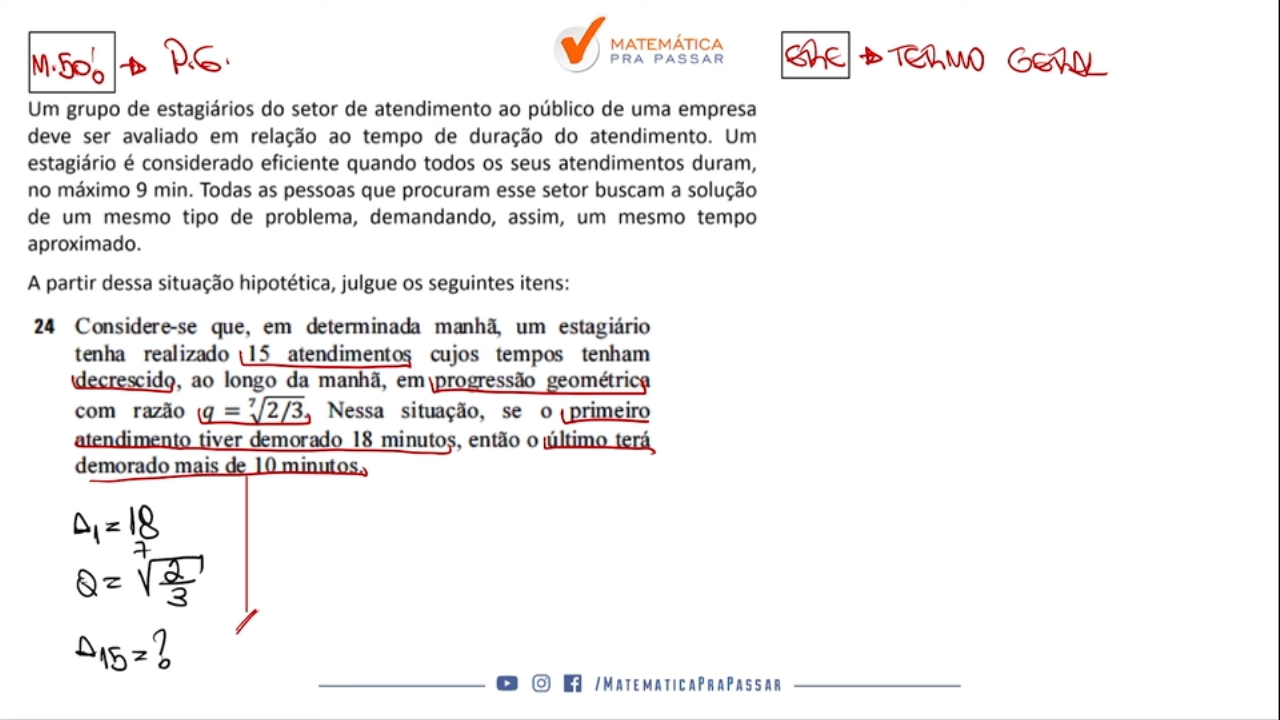 M.50% → P.G.
MATEMÁTICA
PRA PASSAR
→ TERMO GERAL
Um grupo de estagiários do setor de atendimento ao público de uma empresa
deve ser avaliado em relação ao tempo de duração do atendimento. Um
estagiário é considerado eficiente quando todos os seus atendimentos duram,
no máximo 9 min. Todas as pessoas que procuram esse setor buscam a solução
de um mesmo tipo de problema, demandando, assim, um mesmo tempo
aproximado.
A partir dessa situação hipotética, julgue os seguintes itens:
24 Considere-se que, em determinada manhã, um estagiário
tenha realizado 15 atendimentos cujos tempos tenham
decrescido, ao longo da manhã, em progressão geométrica
com razão q = ⁷√2/3. Nessa situação, se o primeiro
atendimento tiver demorado 18 minutos, então o último terá
demorado mais de 10 minutos.
A₁ = 18
Q = ⁷√2/3
A₁₅ = ?
/MATEMATICAPRAPASSAR